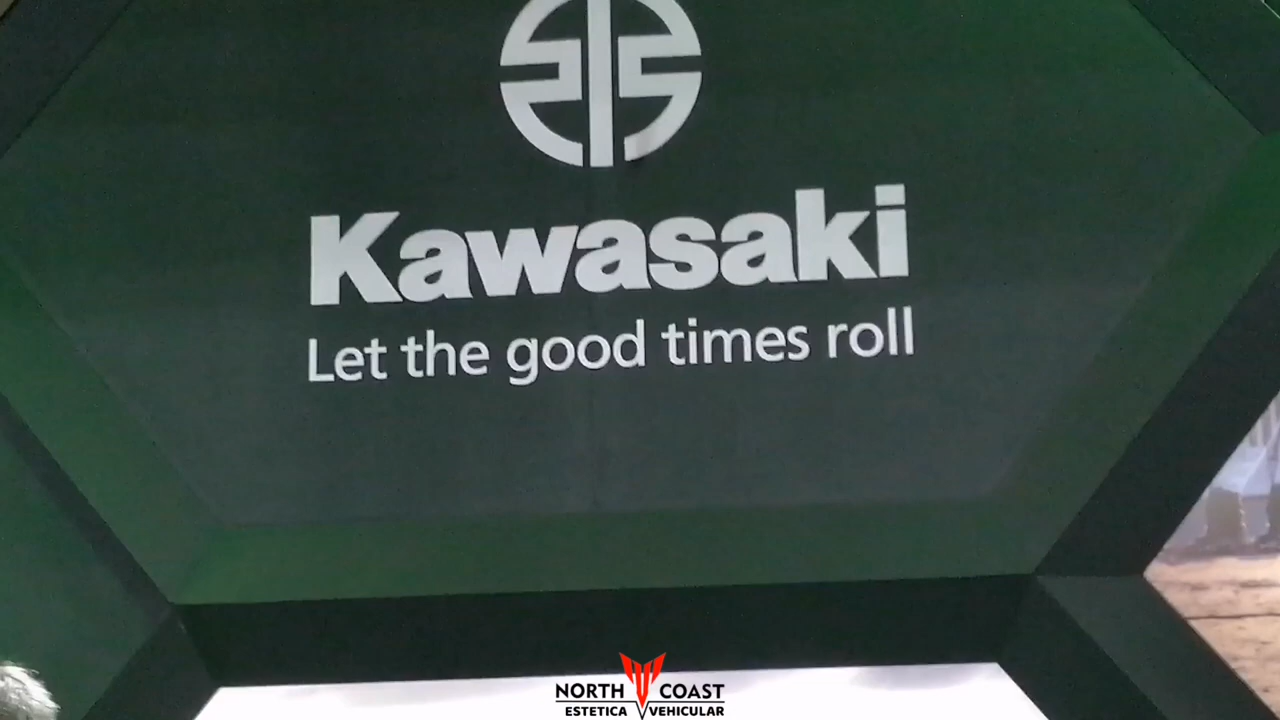 Kawasaki
Let the good times roll
NORTH COAST
ESTETICA VEHICULAR